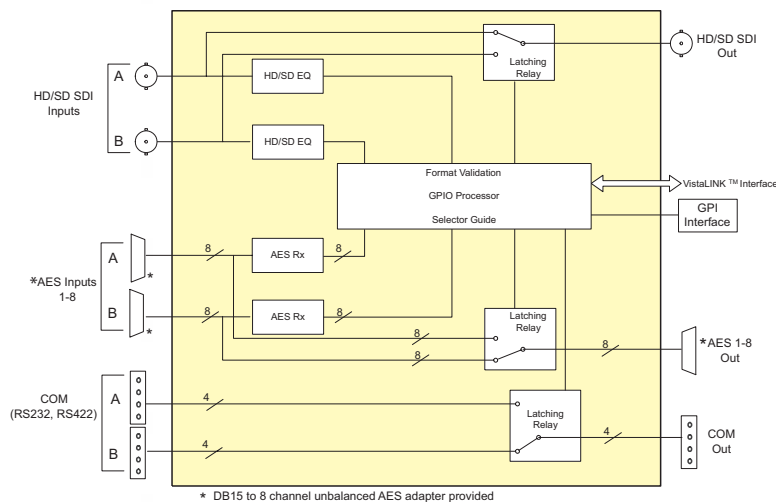 HD/SD SDI
Inputs
A
B
HD/SD EQ
HD/SD EQ
Latching
Relay
HD/SD SDI
Out
Format Validation
GPIO Processor
Selector Guide
VistaLINK ™ Interface
GPI
Interface
*AES Inputs
1-8
A
*
B
*
8
AES Rx
8
8
AES Rx
8
8
8
Latching
Relay
8
*AES 1-8
Out
COM
(RS232, RS422)
A
B
4
4
Latching
Relay
4
COM
Out
* DB15 to 8 channel unbalanced AES adapter provided